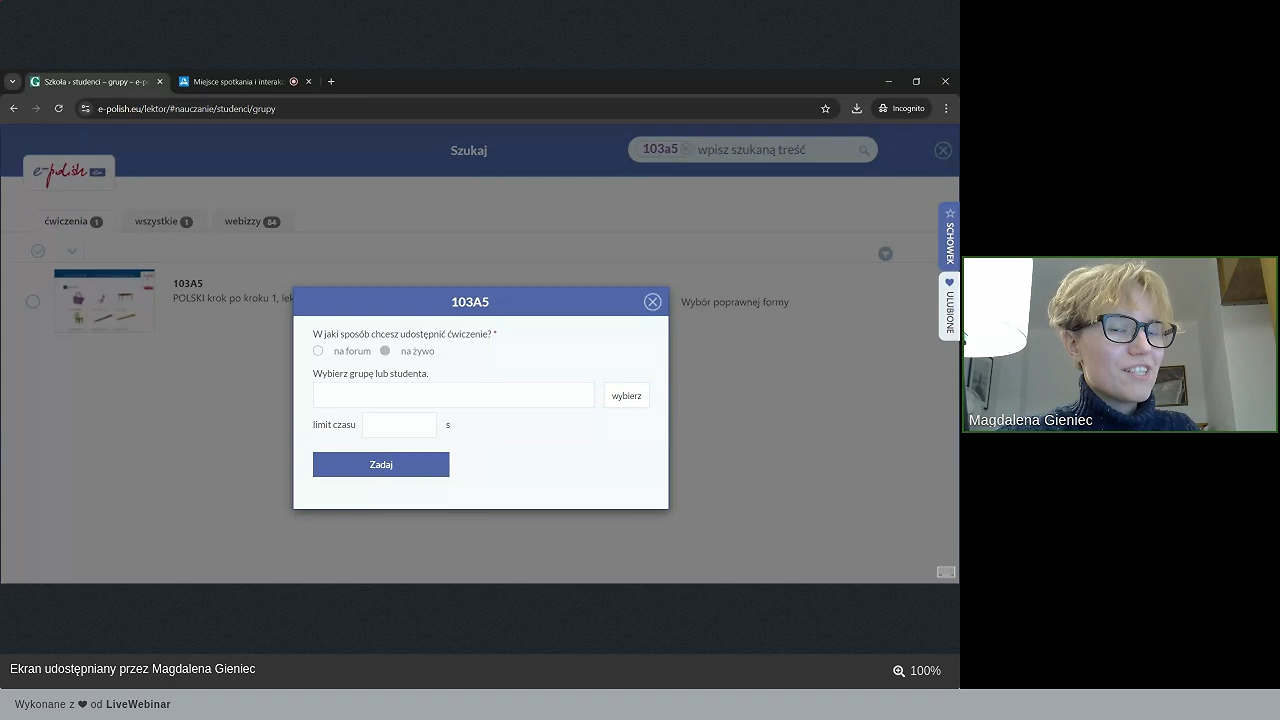 Szkoła › studenci – grupy – e-p
Miejsce spotkania i interak
e-polish.eu/lektor/#nauczanie/studenci/grupy
Incognito
e-polish
Szukaj
103a5
wpisz szukaną treść
ćwiczenia 1
wszystkie 1
webizzy 84
SCHOWEK
ULUBIONE
103A5
POLSKI krok po kroku 1, lek
Wybór poprawnej formy
103A5
W jaki sposób chcesz udostępnić ćwiczenie? *
na forum
na żywo
Wybierz grupę lub studenta.
wybierz
limit czasu
s
Zadaj
Magdalena Gieniec
Ekran udostępniany przez Magdalena Gieniec
100%
Wykonane z ❤ od LiveWebinar